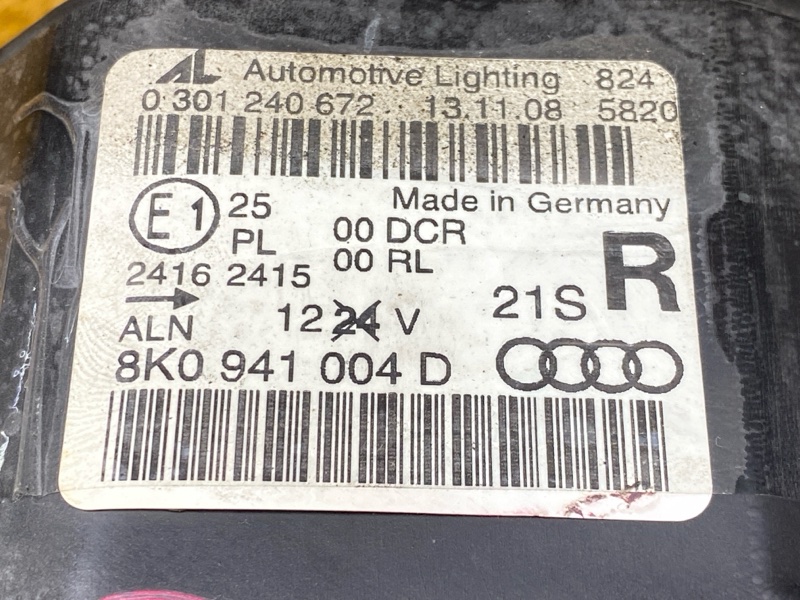 AL Automotive Lighting 824
0 301 240 672 13.11.08 5820
E1 25 Made in Germany
PL 00 DCR
00 RL R
2416 2415
→ 12 24 V 21S
ALN
8K0 941 004 D